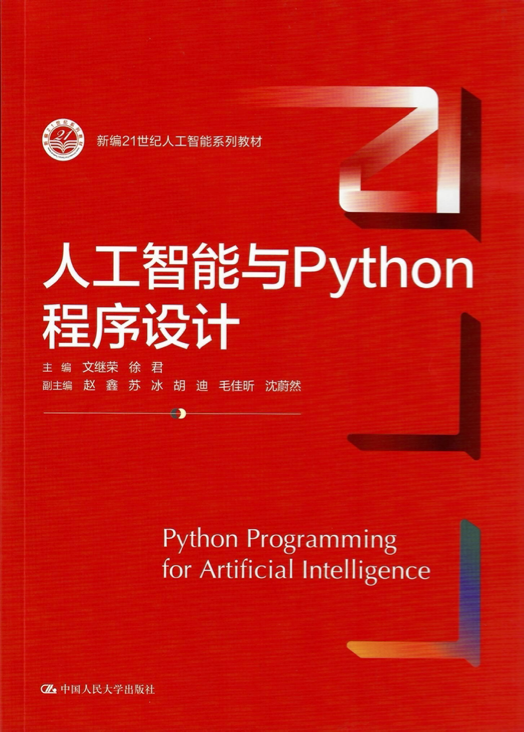 新编21世纪人工智能系列教材
人工智能与Python
程序设计
主 编 文继荣 徐 君
副主编 赵 鑫 苏 冰 胡 迪 毛佳昕 沈蔚然
Python Programming
for Artificial Intelligence
中国人民大学出版社